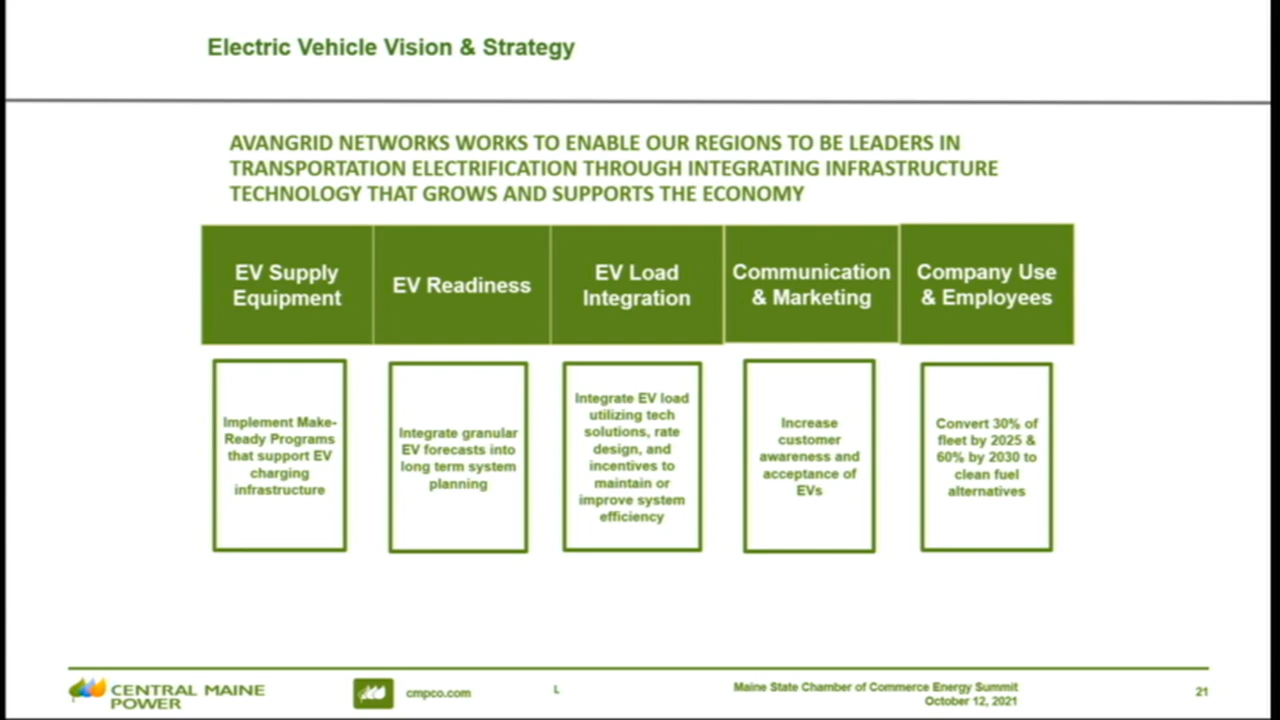 Electric Vehicle Vision & Strategy
AVANGRID NETWORKS WORKS TO ENABLE OUR REGIONS TO BE LEADERS IN
TRANSPORTATION ELECTRIFICATION THROUGH INTEGRATING INFRASTRUCTURE
TECHNOLOGY THAT GROWS AND SUPPORTS THE ECONOMY
EV Supply
Equipment
EV Readiness
EV Load
Integration
Communication
& Marketing
Company Use
& Employees
Implement Make-
Ready Programs
that support EV
charging
infrastructure
Integrate granular
EV forecasts into
long term system
planning
Integrate EV load
utilizing tech
solutions, rate
design, and
incentives to
maintain or
improve system
efficiency
Increase
customer
awareness and
acceptance of
EVs
Convert 30% of
fleet by 2025 &
60% by 2030 to
clean fuel
alternatives
CENTRAL MAINE
POWER
cmpco.com
L
Maine State Chamber of Commerce Energy Summit
October 12, 2021
21